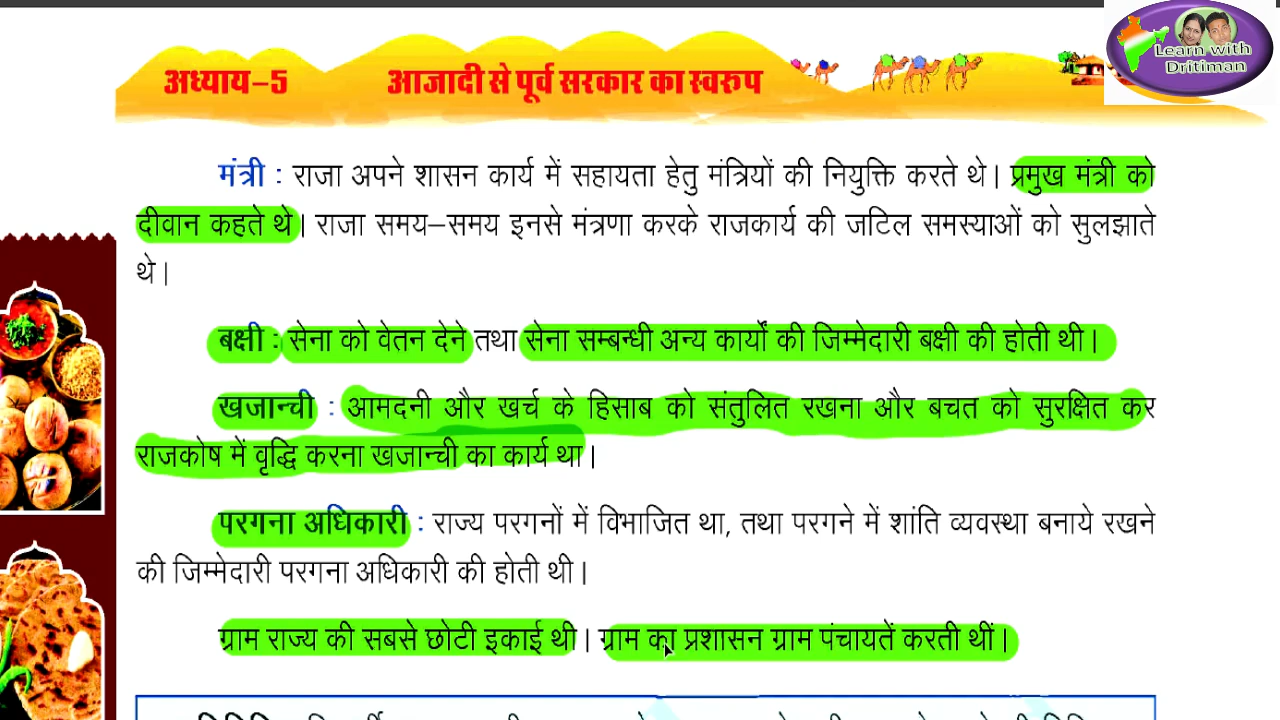 Learn with
Dritiman
अध्याय–5 आजादी से पूर्व सरकार का स्वरूप
मंत्री : राजा अपने शासन कार्य में सहायता हेतु मंत्रियों की नियुक्ति करते थे। प्रमुख मंत्री को
दीवान कहते थे। राजा समय–समय इनसे मंत्रणा करके राजकार्य की जटिल समस्याओं को सुलझाते
थे।
बक्षी : सेना को वेतन देने तथा सेना सम्बन्धी अन्य कार्यों की जिम्मेदारी बक्षी की होती थी।
खजान्ची : आमदनी और खर्च के हिसाब को संतुलित रखना और बचत को सुरक्षित कर
राजकोष में वृद्धि करना खजान्ची का कार्य था।
परगना अधिकारी : राज्य परगनों में विभाजित था, तथा परगने में शांति व्यवस्था बनाये रखने
की जिम्मेदारी परगना अधिकारी की होती थी।
ग्राम राज्य की सबसे छोटी इकाई थी। ग्राम का प्रशासन ग्राम पंचायतें करती थीं।